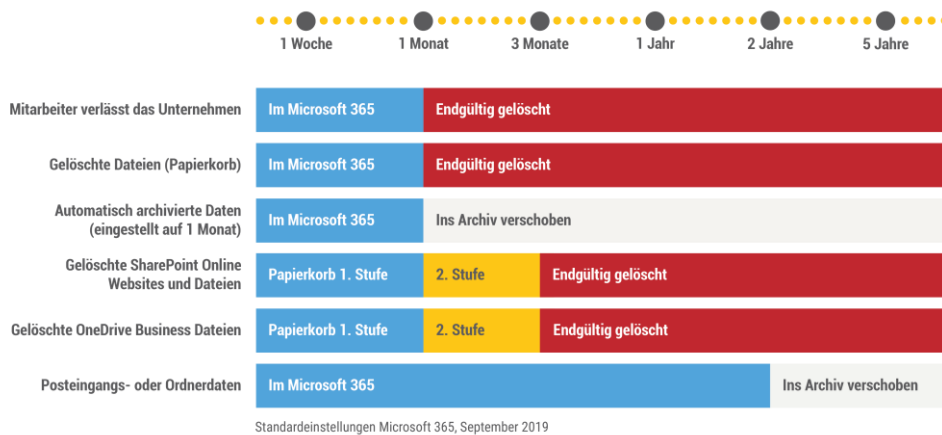 1 Woche 1 Monat 3 Monate 1 Jahr 2 Jahre 5 Jahre
Mitarbeiter verlässt das Unternehmen Im Microsoft 365 Endgültig gelöscht
Gelöschte Dateien (Papierkorb) Im Microsoft 365 Endgültig gelöscht
Automatisch archivierte Daten
(eingestellt auf 1 Monat) Im Microsoft 365 Ins Archiv verschoben
Gelöschte SharePoint Online
Websites und Dateien Papierkorb 1. Stufe 2. Stufe Endgültig gelöscht
Gelöschte OneDrive Business Dateien Papierkorb 1. Stufe 2. Stufe Endgültig gelöscht
Posteingangs- oder Ordnerdaten Im Microsoft 365 Ins Archiv verschoben
Standardeinstellungen Microsoft 365, September 2019